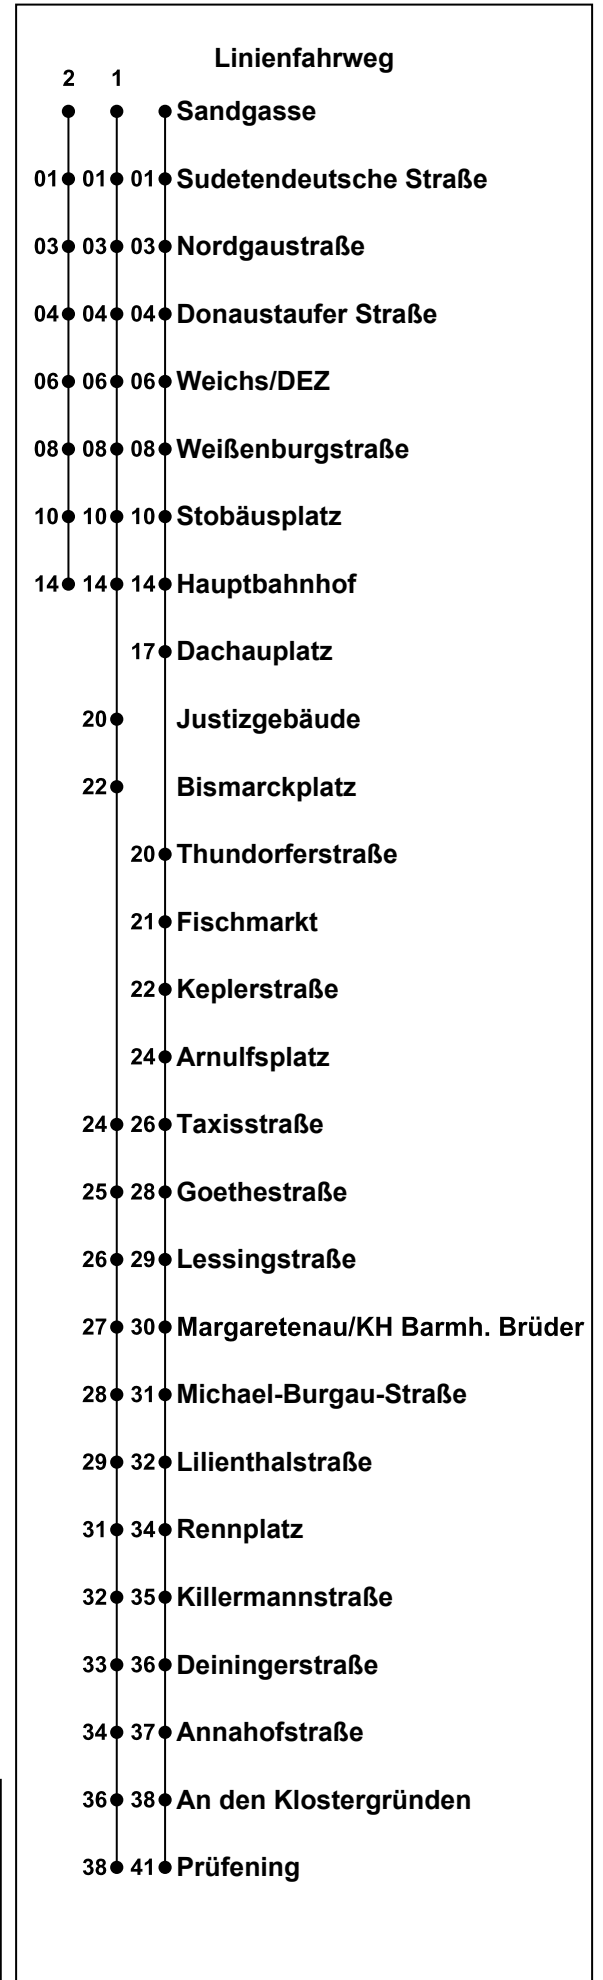 Linienfahrweg
2 1
Sandgasse
01 01 01 Sudetendeutsche Straße
03 03 03 Nordgaustraße
04 04 04 Donaustaufer Straße
06 06 06 Weichs/DEZ
08 08 08 Weißenburgstraße
10 10 10 Stobäusplatz
14 14 14 Hauptbahnhof
17 Dachauplatz
20 Justizgebäude
22 Bismarckplatz
20 Thundorferstraße
21 Fischmarkt
22 Keplerstraße
24 Arnulfsplatz
24 26 Taxisstraße
25 28 Goethestraße
26 29 Lessingstraße
27 30 Margaretenau/KH Barmh. Brüder
28 31 Michael-Burgau-Straße
29 32 Lilienthalstraße
31 34 Rennplatz
32 35 Killermannstraße
33 36 Deiningerstraße
34 37 Annahofstraße
36 38 An den Klostergründen
38 41 Prüfening